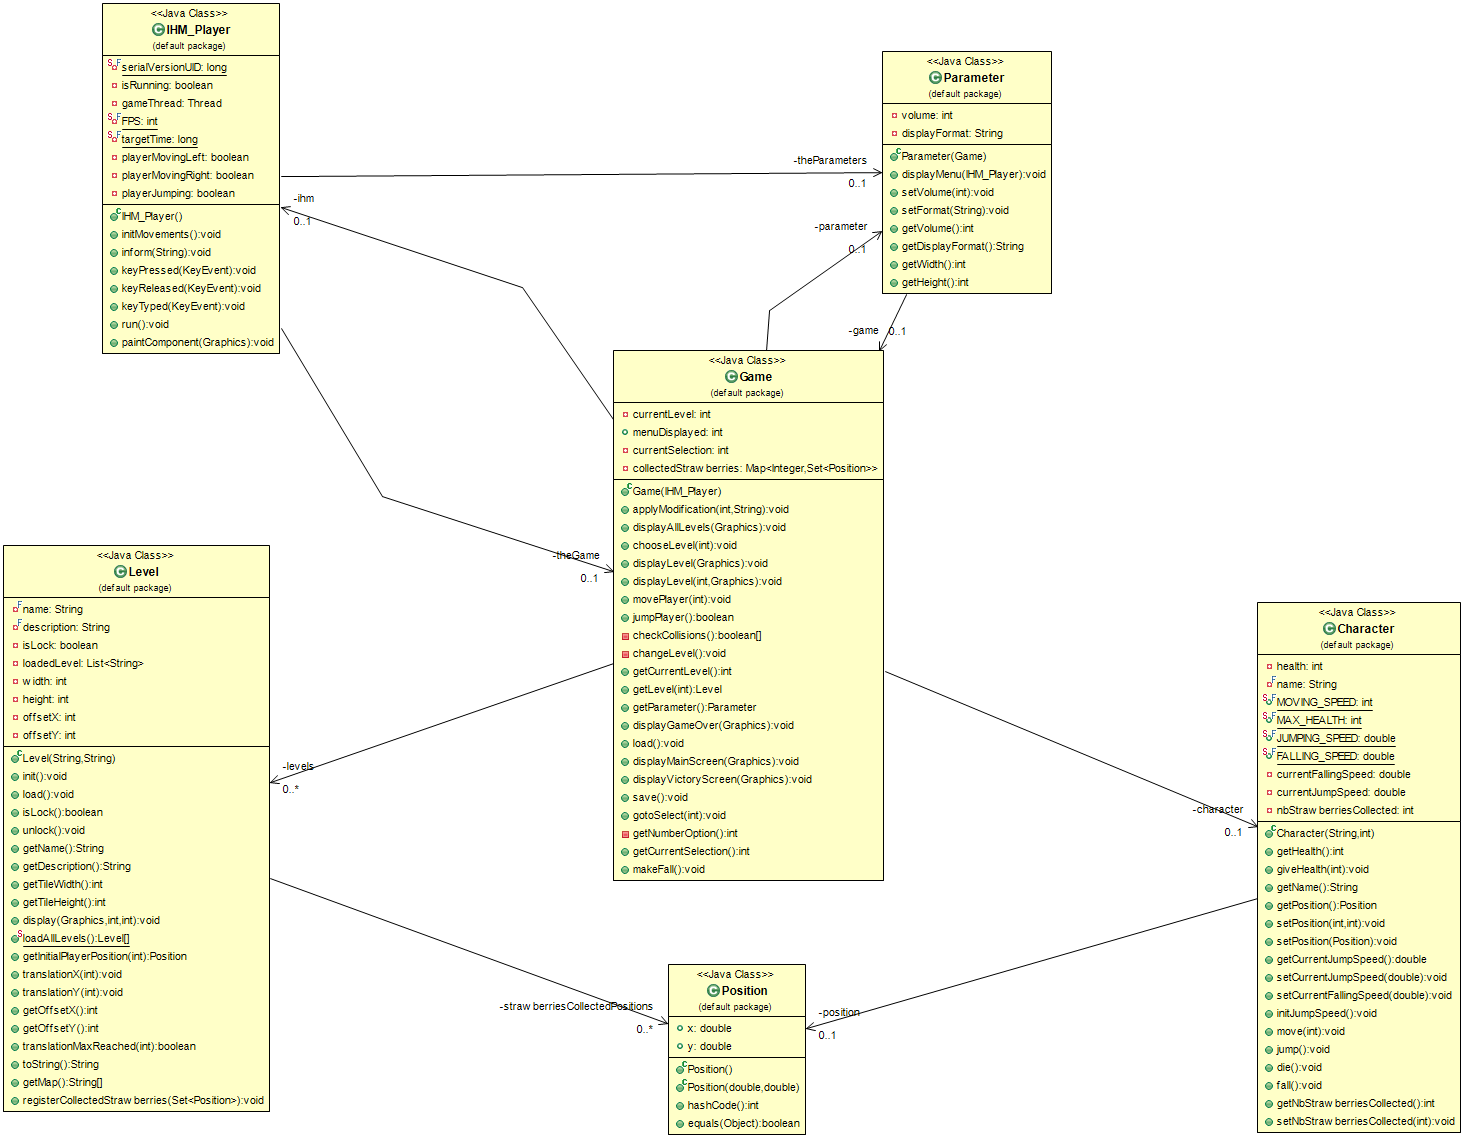 <<Java Class>>
IHM_Player
(default package)
serialVersionUID: long
isRunning: boolean
gameThread: Thread
FPS: int
targetTime: long
playerMovingLeft: boolean
playerMovingRight: boolean
playerJumping: boolean
IHM_Player()
initMovements():void
inform(String):void
keyPressed(KeyEvent):void
keyReleased(KeyEvent):void
keyTyped(KeyEvent):void
run():void
paintComponent(Graphics):void
<<Java Class>>
Parameter
(default package)
volume: int
displayFormat: String
Parameter(Game)
displayMenu(IHM_Player):void
setVolume(int):void
setFormat(String):void
getVolume():int
getDisplayFormat():String
getWidth():int
getHeight():int
-theParameters
0..1
-ihm
0..1
-parameter
0..1
-game
0..1
<<Java Class>>
Game
(default package)
currentLevel: int
menuDisplayed: int
currentSelection: int
collectedStrawberries: Map<Integer,Set<Position>>
Game(IHM_Player)
applyModification(int,String):void
displayAllLevels(Graphics):void
chooseLevel(int):void
displayLevel(Graphics):void
displayLevel(int,Graphics):void
movePlayer(int):void
jumpPlayer():boolean
checkCollisions():boolean[]
changeLevel():void
getCurrentLevel():int
getLevel(int):Level
getParameter():Parameter
displayGameOver(Graphics):void
load():void
displayMainScreen(Graphics):void
displayVictoryScreen(Graphics):void
save():void
gotoSelect(int):void
getNumberOption():int
getCurrentSelection():int
makeFall():void
-theGame
0..1
<<Java Class>>
Level
(default package)
name: String
description: String
isLock: boolean
loadedLevel: List<String>
width: int
height: int
offsetX: int
offsetY: int
Level(String,String)
init():void
load():void
isLock():boolean
unlock():void
getName():String
getDescription():String
getTileWidth():int
getTileHeight():int
display(Graphics,int,int):void
loadAllLevels():Level[]
getInitialPlayerPosition(int):Position
translationX(int):void
translationY(int):void
getOffsetX():int
getOffsetY():int
translationMaxReached(int):boolean
toString():String
getMap():String[]
registerCollectedStrawberries(Set<Position>):void
-levels
0..*
-character
0..1
<<Java Class>>
Character
(default package)
health: int
name: String
MOVING_SPEED: int
MAX_HEALTH: int
JUMPING_SPEED: double
FALLING_SPEED: double
currentFallingSpeed: double
currentJumpSpeed: double
nbStrawberriesCollected: int
Character(String,int)
getHealth():int
giveHealth(int):void
getName():String
getPosition():Position
setPosition(int,int):void
setPosition(Position):void
getCurrentJumpSpeed():double
setCurrentJumpSpeed(double):void
setCurrentFallingSpeed(double):void
initJumpSpeed():void
move(int):void
jump():void
die():void
fall():void
getNbStrawberriesCollected():int
setNbStrawberriesCollected(int):void
-strawberriesCollectedPositions
0..*
-position
0..1
<<Java Class>>
Position
(default package)
x: double
y: double
Position()
Position(double,double)
hashCode():int
equals(Object):boolean